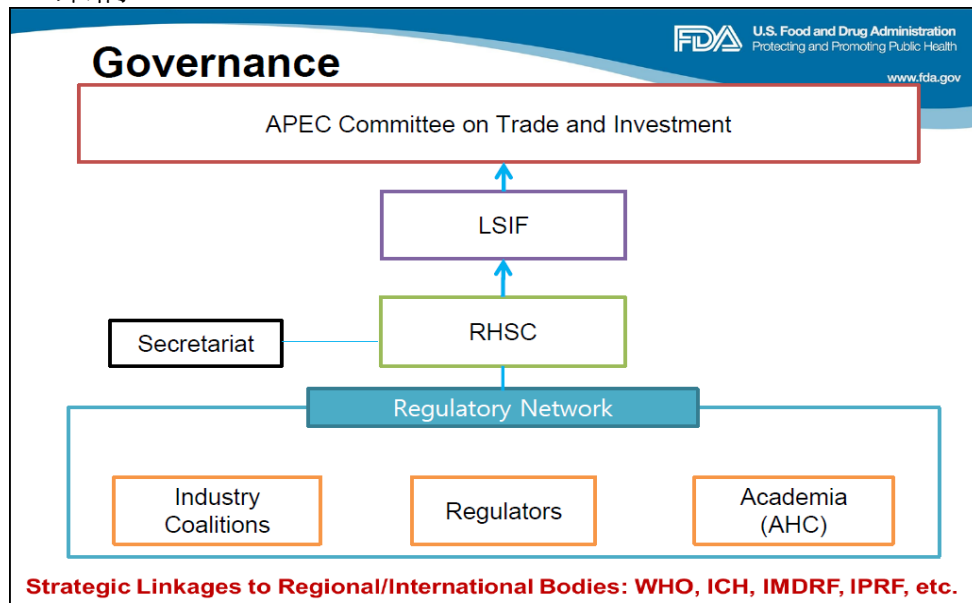 FDA
U.S. Food and Drug Administration
Protecting and Promoting Public Health
www.fda.gov
Governance
APEC Committee on Trade and Investment
LSIF
RHSC
Secretariat
Regulatory Network
Industry
Coalitions
Regulators
Academia
(AHC)
Strategic Linkages to Regional/International Bodies: WHO, ICH, IMDRF, IPRF, etc.